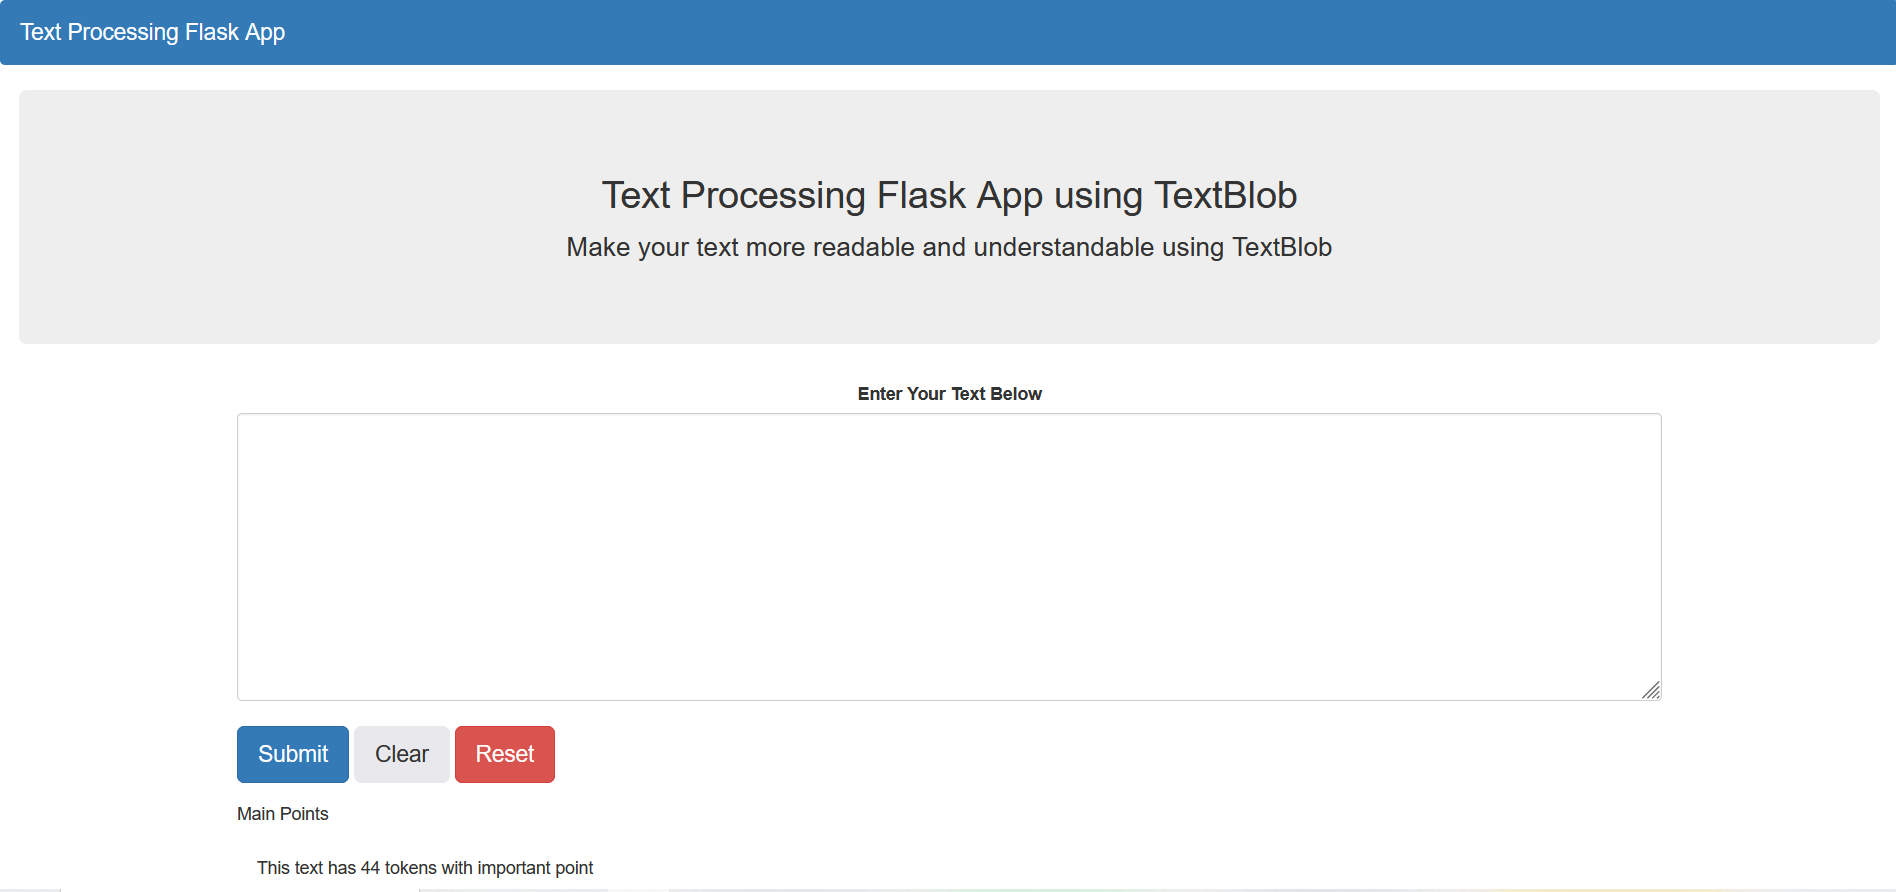 Text Processing Flask App
Text Processing Flask App using TextBlob
Make your text more readable and understandable using TextBlob
Enter Your Text Below
Submit Clear Reset
Main Points
This text has 44 tokens with important point